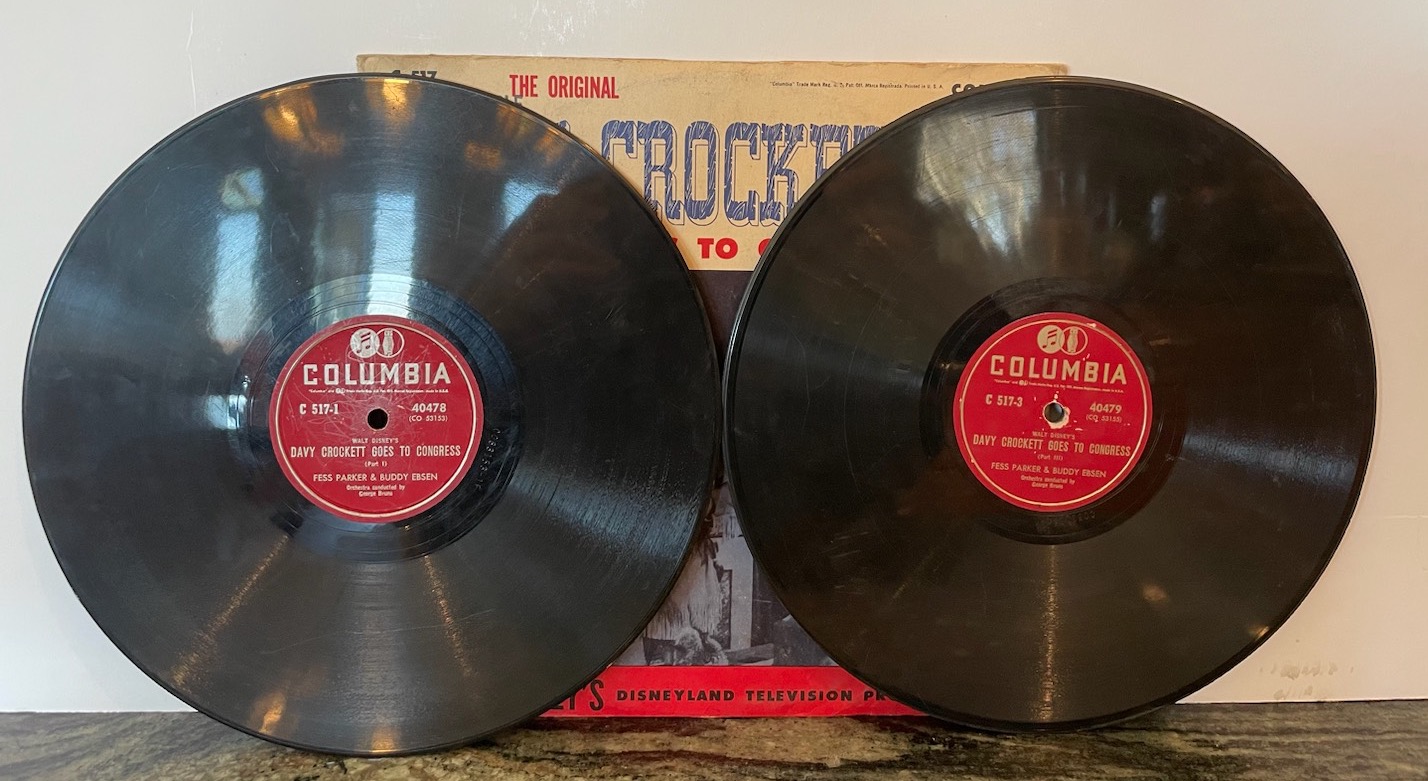 C 517
THE ORIGINAL
"Columbia" Trade Mark Reg. U. S. Pat. Off. Marca Registrada. Printed in U. S. A.
CROCKE
TO
DISNEYLAND TELEVISION PR
COLUMBIA
C 517-1
40478
(CO 53153)
WALT DISNEY'S
DAVY CROCKETT GOES TO CONGRESS
(Part I)
FESS PARKER & BUDDY EBSEN
Orchestra conducted by
George Bruns
COLUMBIA
C 517-3
40479
(CO 53155)
WALT DISNEY'S
DAVY CROCKETT GOES TO CONGRESS
(Part III)
FESS PARKER & BUDDY EBSEN
Orchestra conducted by
George Bruns